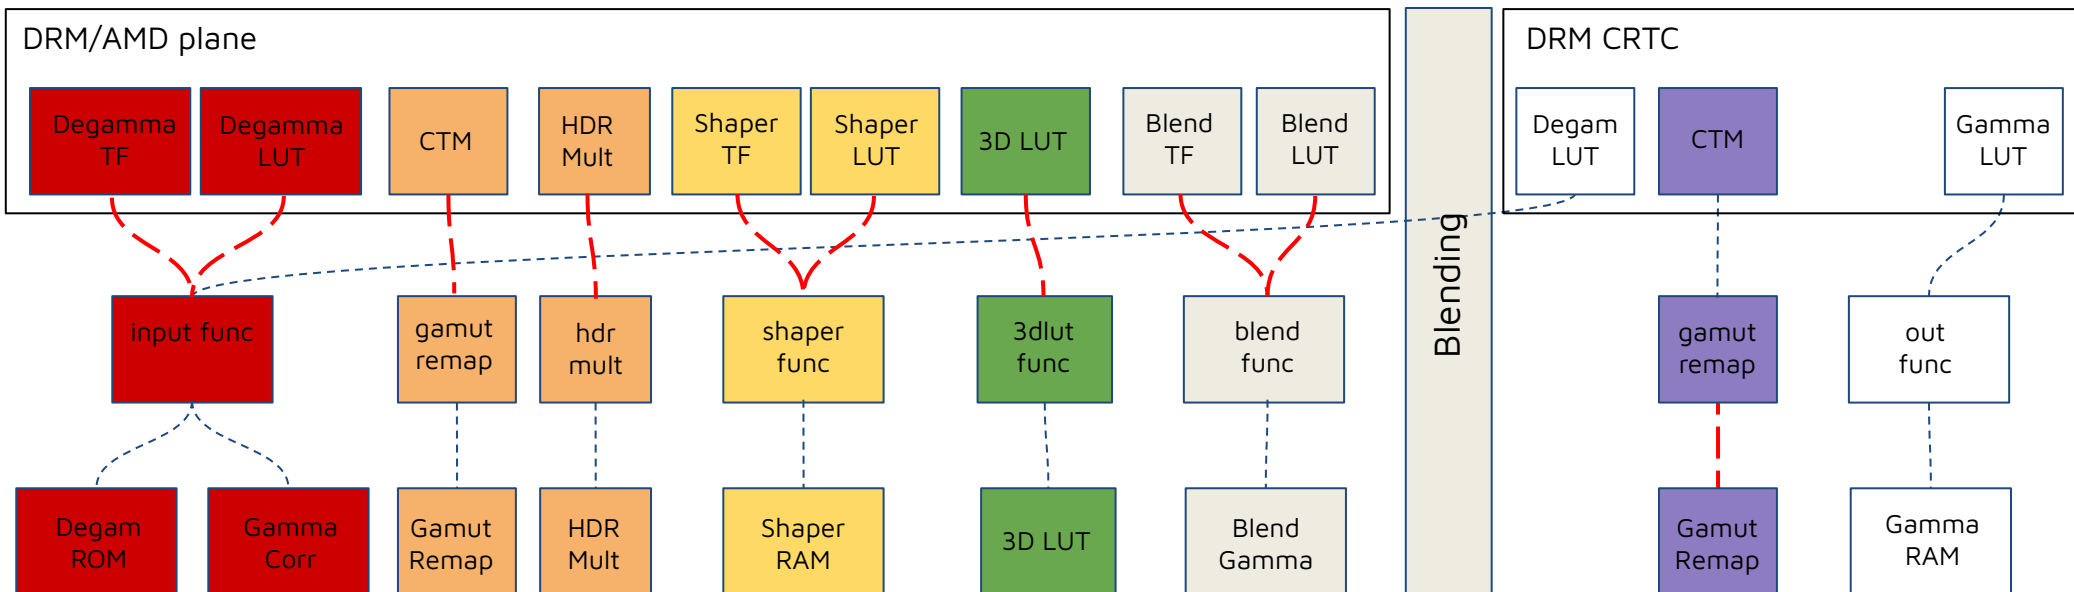 DRM/AMD plane
DRM CRTC
Degamma
TF
Degamma
LUT
CTM
HDR
Mult
Shaper
TF
Shaper
LUT
3D LUT
Blend
TF
Blend
LUT
Degam
LUT
CTM
Gamma
LUT
Blending
input func
gamut
remap
hdr
mult
shaper
func
3dlut
func
blend
func
gamut
remap
out
func
Degam
ROM
Gamma
Corr
Gamut
Remap
HDR
Mult
Shaper
RAM
3D LUT
Blend
Gamma
Gamut
Remap
Gamma
RAM